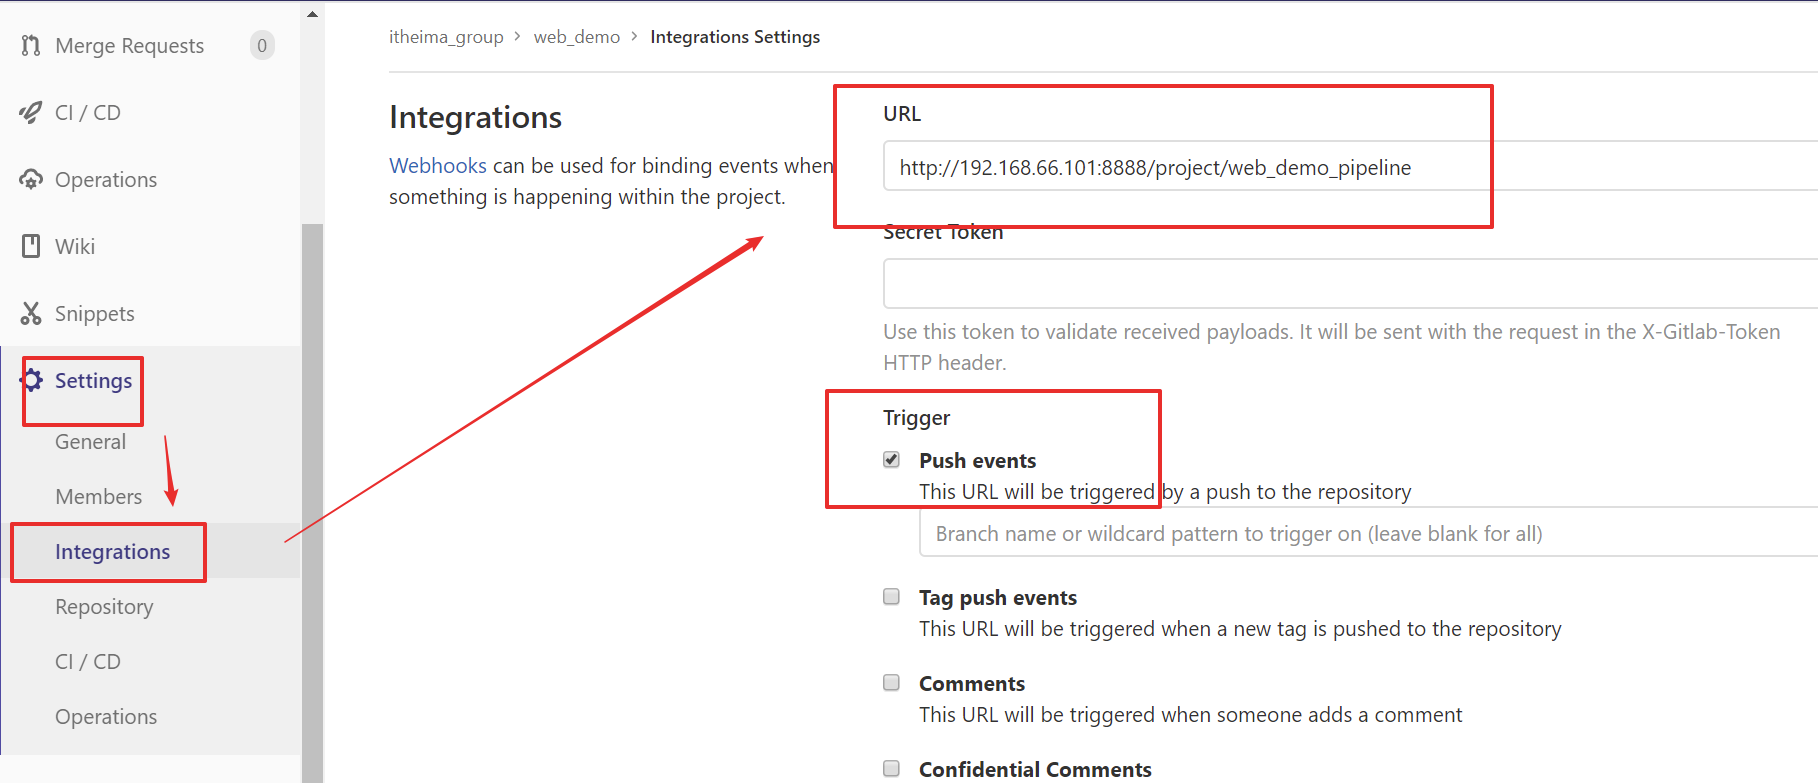 Merge Requests 0
CI / CD
Operations
Wiki
Snippets
Settings
General
Members
Integrations
Repository
CI / CD
Operations
itheima_group > web_demo > Integrations Settings
Integrations
Webhooks can be used for binding events when
something is happening within the project.
URL
http://192.168.66.101:8888/project/web_demo_pipeline
Secret Token
Use this token to validate received payloads. It will be sent with the request in the X-Gitlab-Token
HTTP header.
Trigger
Push events
This URL will be triggered by a push to the repository
Branch name or wildcard pattern to trigger on (leave blank for all)
Tag push events
This URL will be triggered when a new tag is pushed to the repository
Comments
This URL will be triggered when someone adds a comment
Confidential Comments